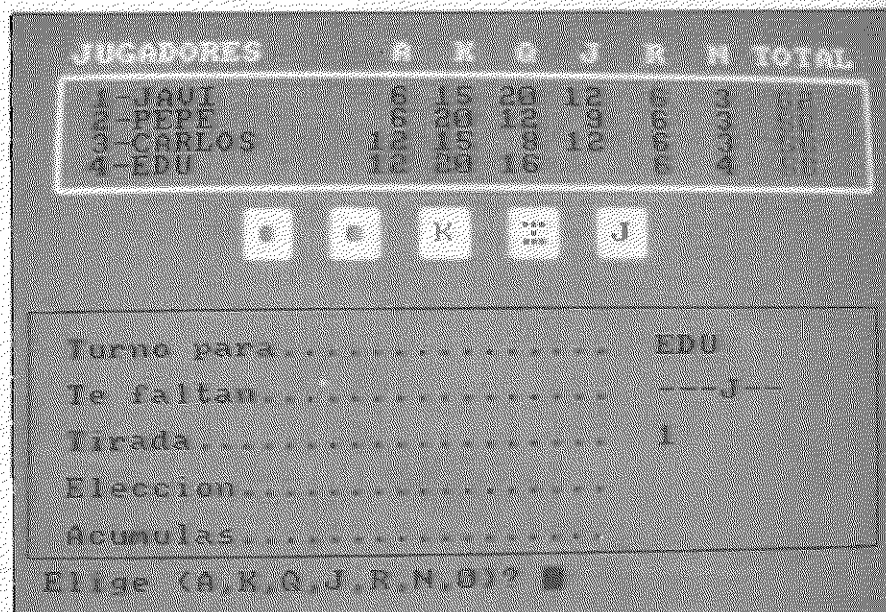 JUGADORES A K Q J R N TOTAL
1-JAVI 6 15 20 12 6 3
2-PEPE 6 20 12 9 6 3
3-CARLOS 12 15 8 12 6 3
4-EDU 12 20 16 6 4
K J
Turno para............... EDU
Te faltan................ ---J--
Tirada................... 1
Eleccion.................
Acumulas.................
Elige (A,K,Q,J,R,N,0)?